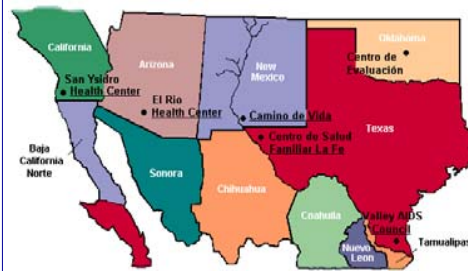 California
Arizona
New
Mexico
Oklahoma
Centro de
Evaluación
San Ysidro
Health Center
El Rio
Health Center
Camino de Vida
Centro de Salud
Familiar La Fe
Texas
Baja
California
Norte
Sonora
Chihuahua
Coahuila
Valley AIDS
Council
Nuevo
Leon
Tamualipas